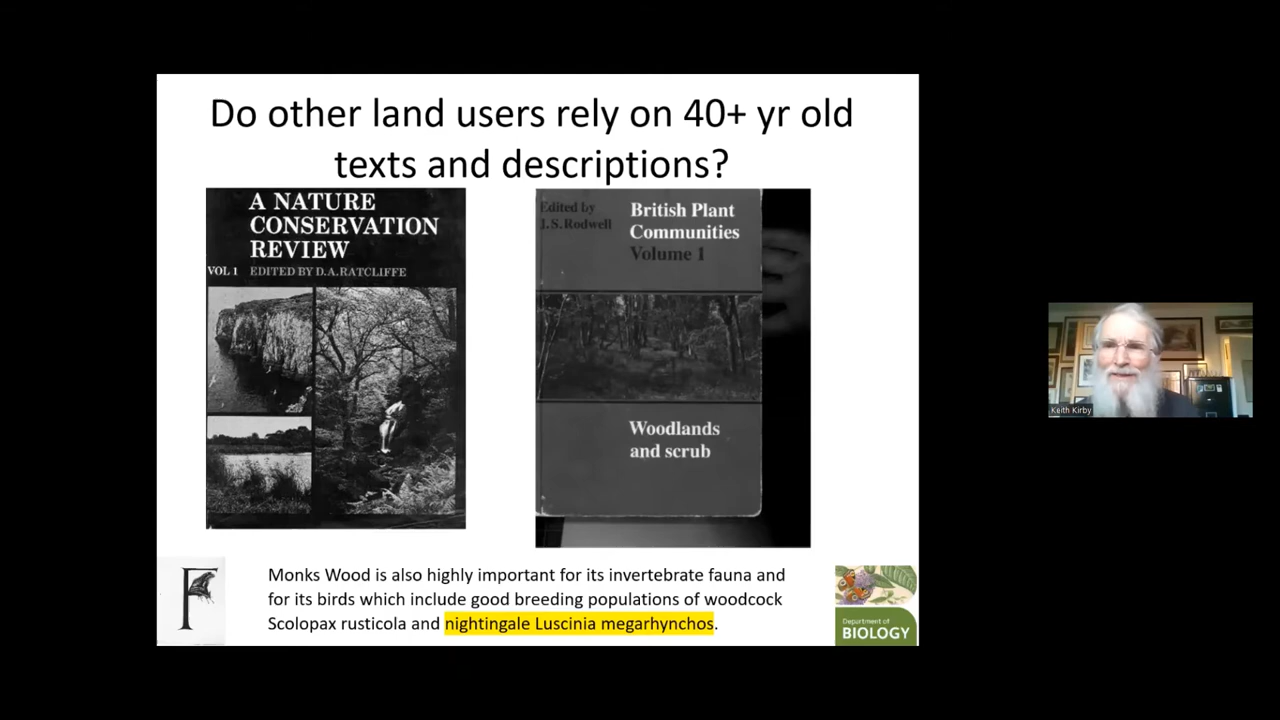 Do other land users rely on 40+ yr old
texts and descriptions?
A NATURE
CONSERVATION
REVIEW
VOL 1 EDITED BY D.A.RATCLIFFE
Edited by
J.S. Rodwell
British Plant
Communities
Volume 1
Woodlands
and scrub
F
Monks Wood is also highly important for its invertebrate fauna and
for its birds which include good breeding populations of woodcock
Scolopax rusticola and nightingale Luscinia megarhynchos.
Department of
BIOLOGY
Keith Kirby